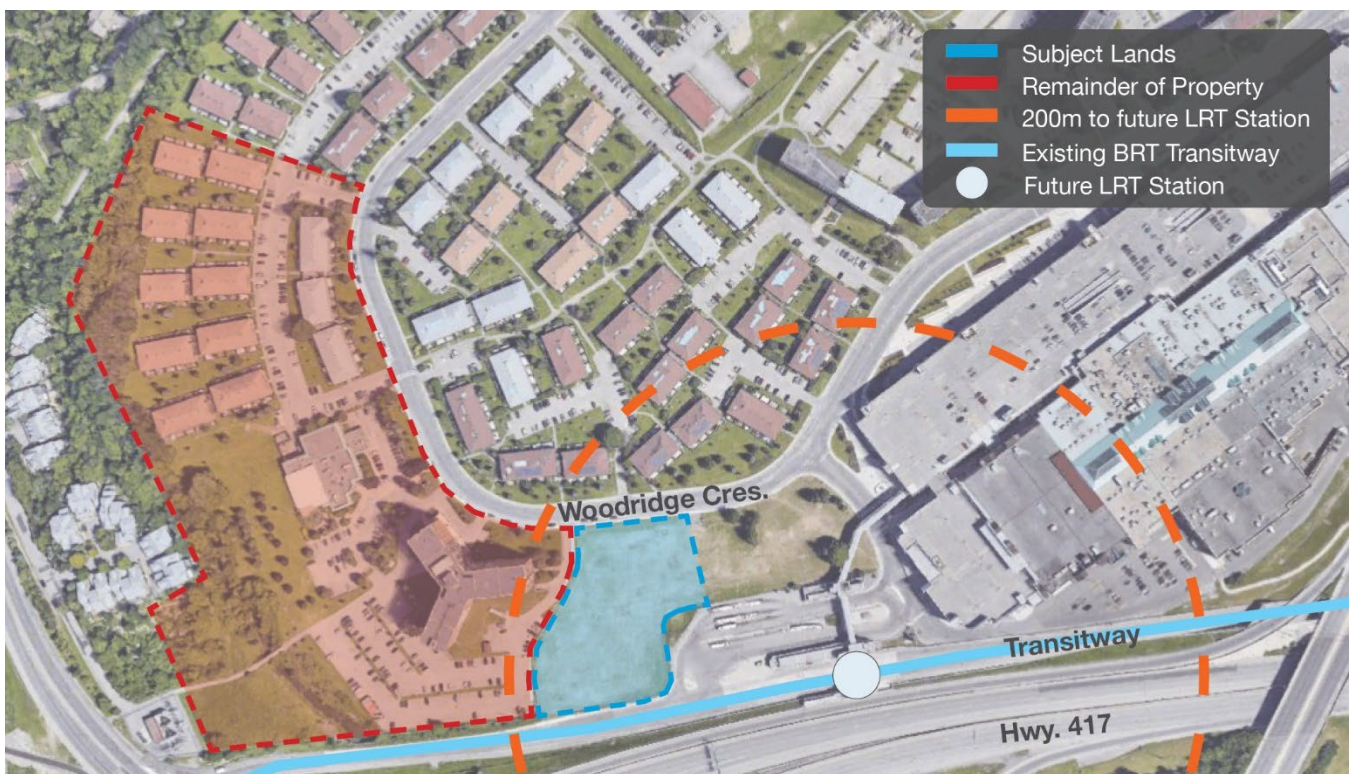 Subject Lands
Remainder of Property
200m to future LRT Station
Existing BRT Transitway
Future LRT Station
Woodridge Cres.
Transitway
Hwy. 417